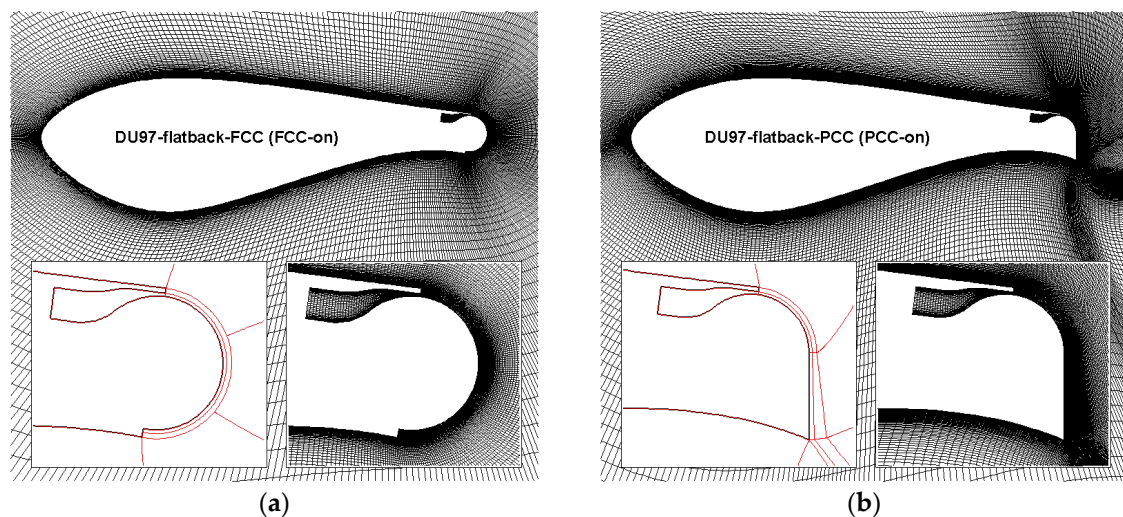 DU97-flatback-FCC (FCC-on)
DU97-flatback-PCC (PCC-on)
(a)
(b)